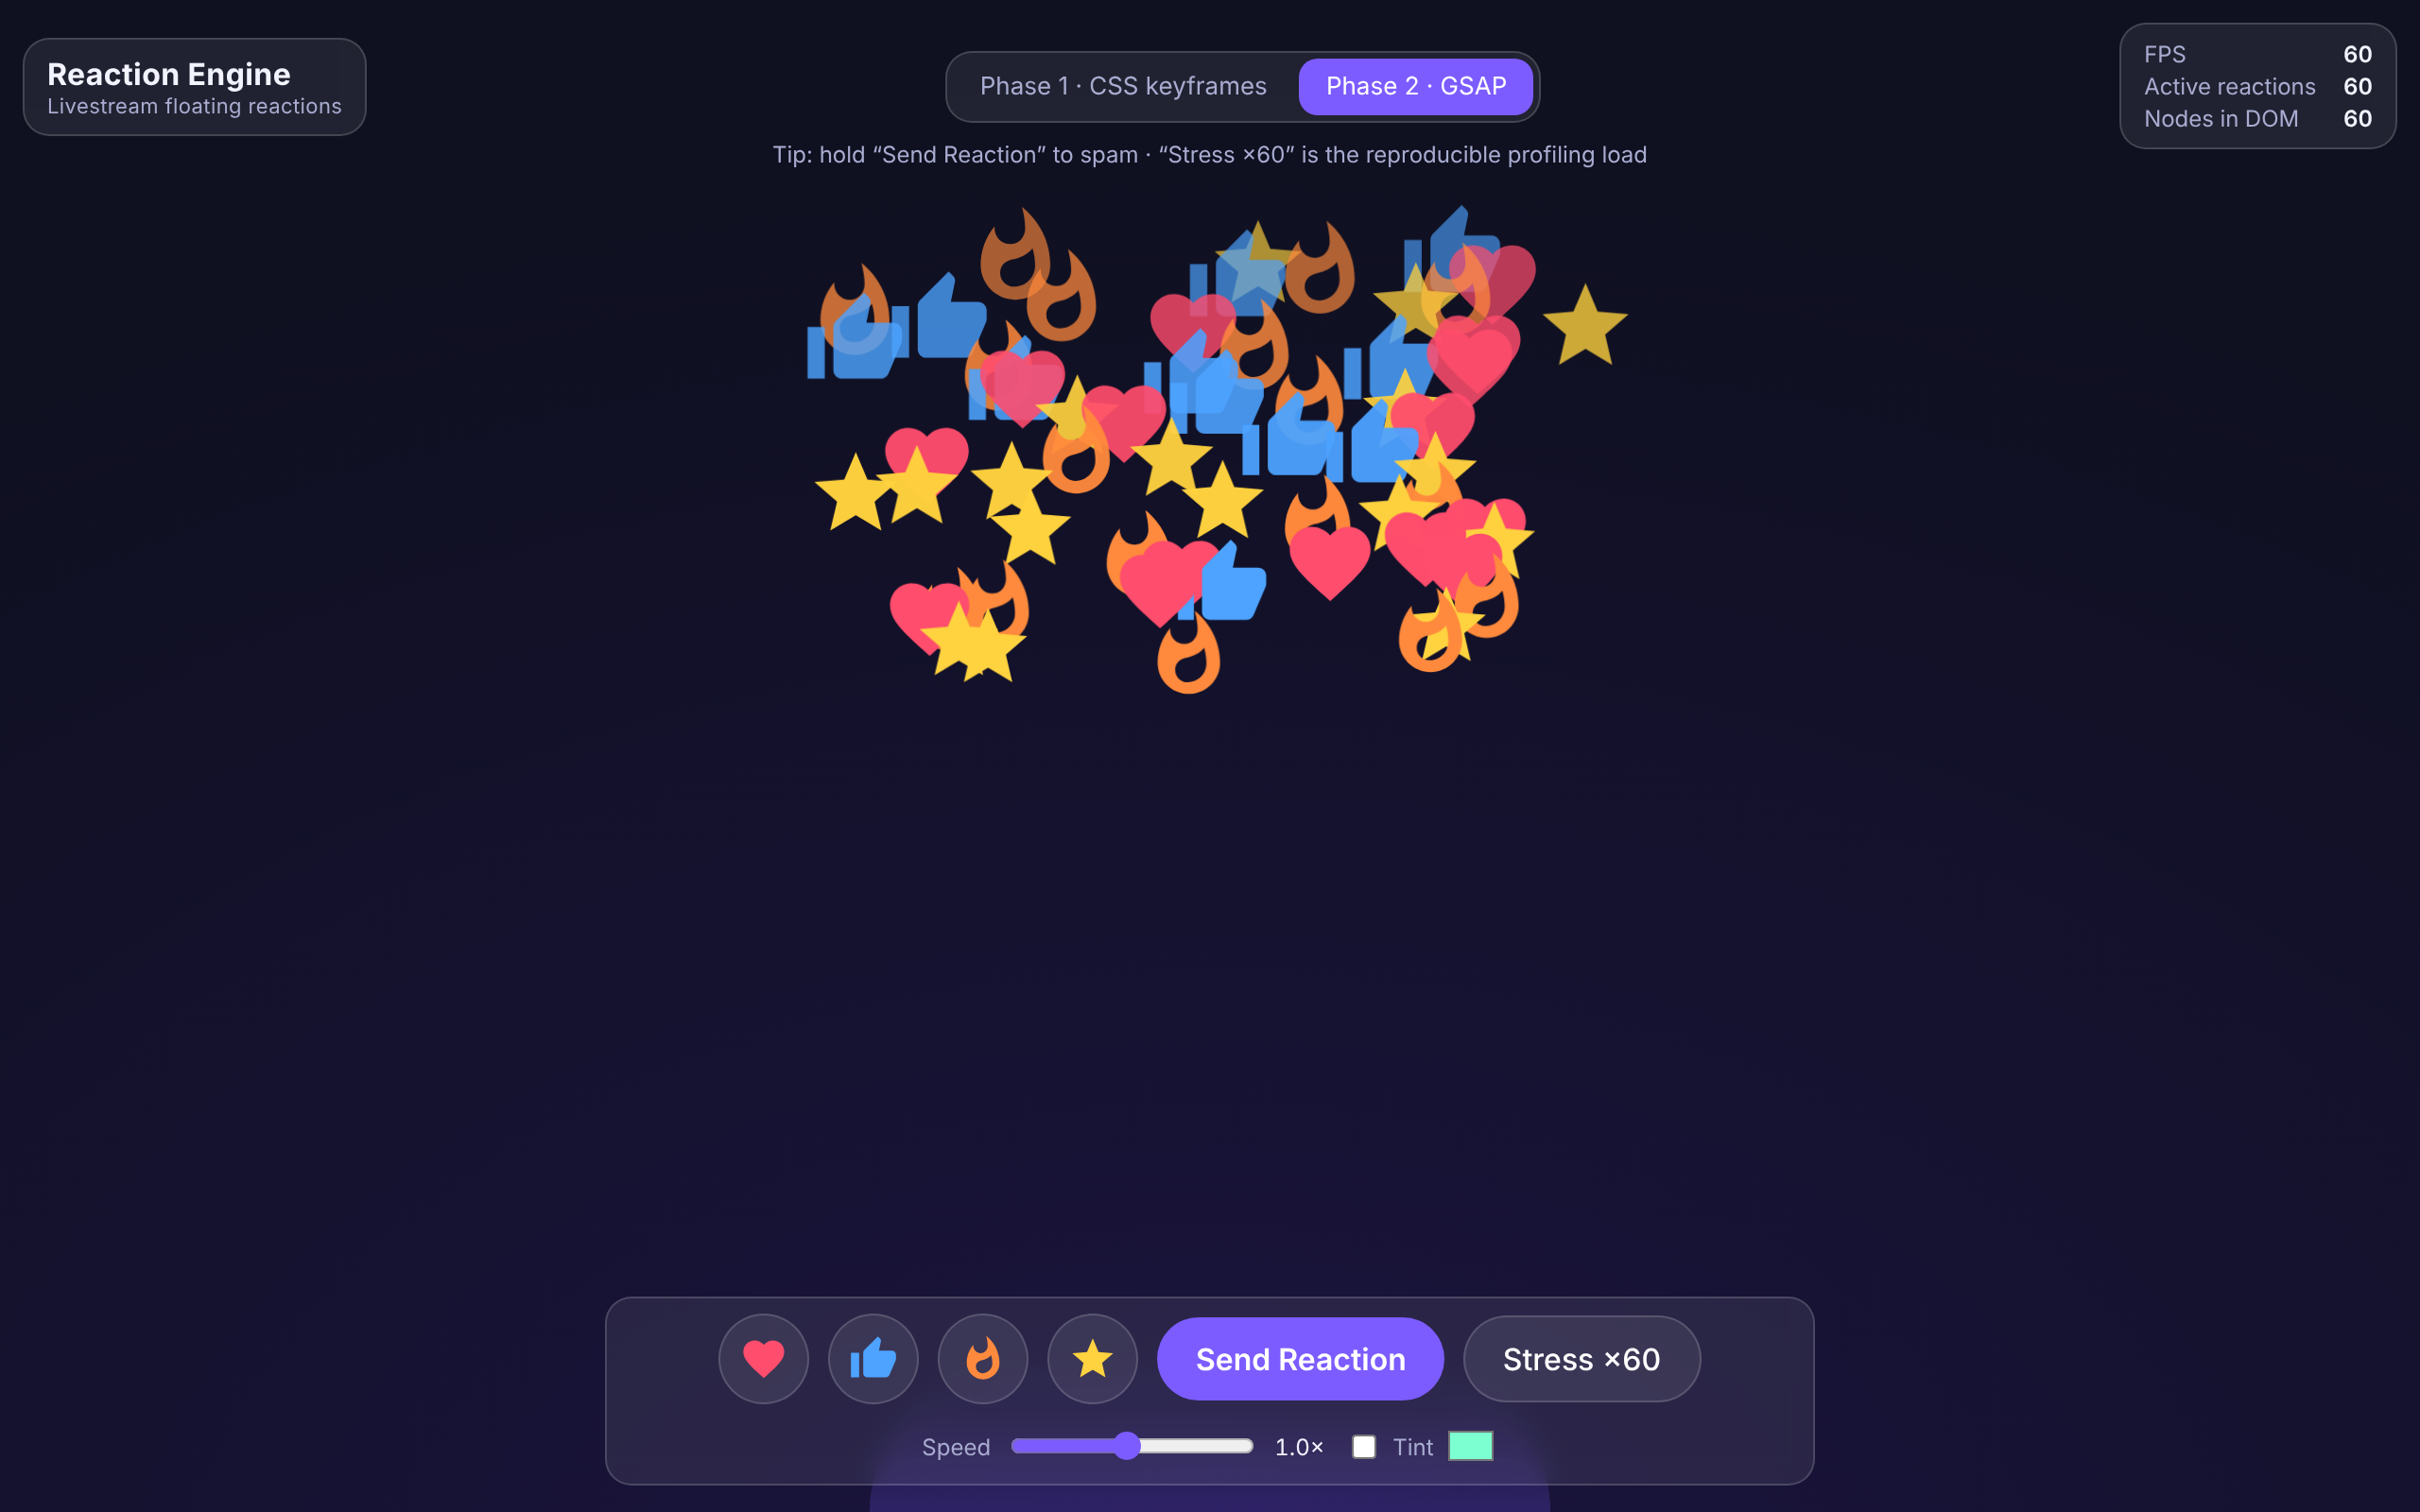 Reaction Engine
Livestream floating reactions
Phase 1 · CSS keyframes
Phase 2 · GSAP
FPS 60
Active reactions 60
Nodes in DOM 60
Tip: hold “Send Reaction” to spam · “Stress ×60” is the reproducible profiling load
Send Reaction
Stress ×60
Speed
1.0×
Tint